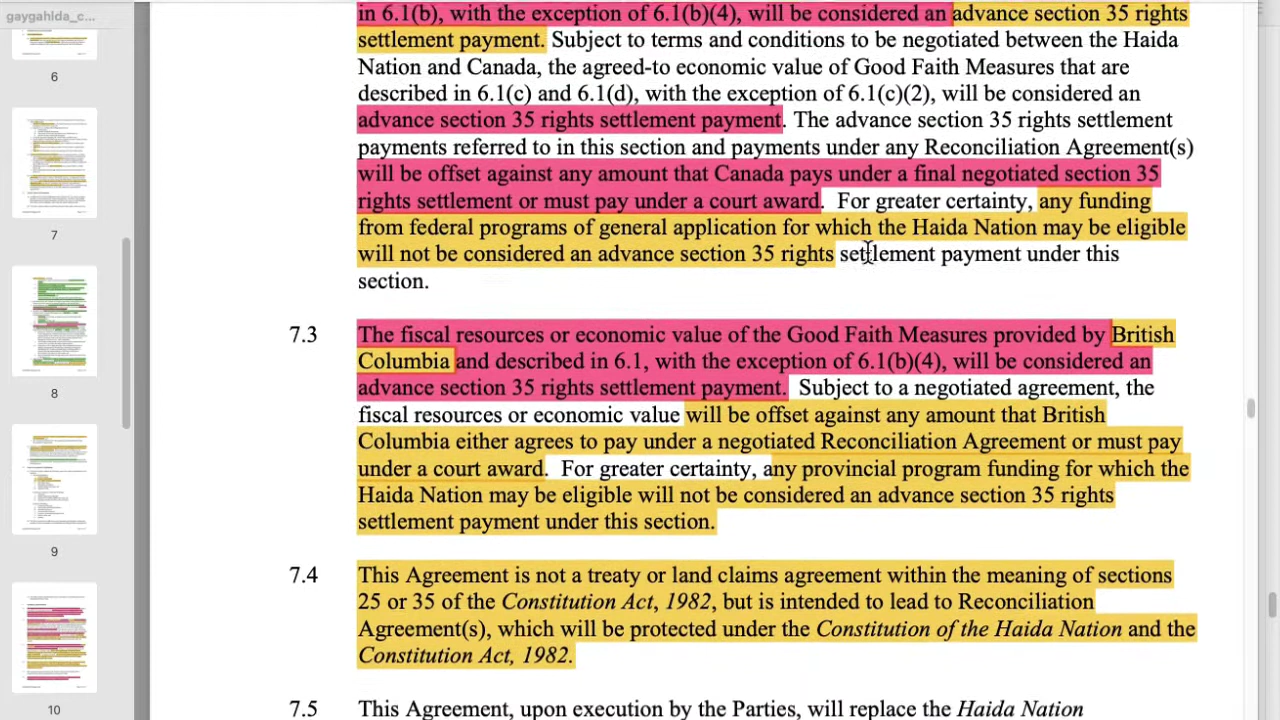 gaygahlda_c...
6
7
8
9
10
in 6.1(b), with the exception of 6.1(b)(4), will be considered an advance section 35 rights
settlement payment. Subject to terms and conditions to be negotiated between the Haida
Nation and Canada, the agreed-to economic value of Good Faith Measures that are
described in 6.1(c) and 6.1(d), with the exception of 6.1(c)(2), will be considered an
advance section 35 rights settlement payment. The advance section 35 rights settlement
payments referred to in this section and payments under any Reconciliation Agreement(s)
will be offset against any amount that Canada pays under a final negotiated section 35
rights settlement or must pay under a court award. For greater certainty, any funding
from federal programs of general application for which the Haida Nation may be eligible
will not be considered an advance section 35 rights settlement payment under this
section.
7.3 The fiscal resources or economic value of the Good Faith Measures provided by British
Columbia and described in 6.1, with the exception of 6.1(b)(4), will be considered an
advance section 35 rights settlement payment. Subject to a negotiated agreement, the
fiscal resources or economic value will be offset against any amount that British
Columbia either agrees to pay under a negotiated Reconciliation Agreement or must pay
under a court award. For greater certainty, any provincial program funding for which the
Haida Nation may be eligible will not be considered an advance section 35 rights
settlement payment under this section.
7.4 This Agreement is not a treaty or land claims agreement within the meaning of sections
25 or 35 of the Constitution Act, 1982, but is intended to lead to Reconciliation
Agreement(s), which will be protected under the Constitution of the Haida Nation and the
Constitution Act, 1982.
7.5 This Agreement, upon execution by the Parties, will replace the Haida Nation